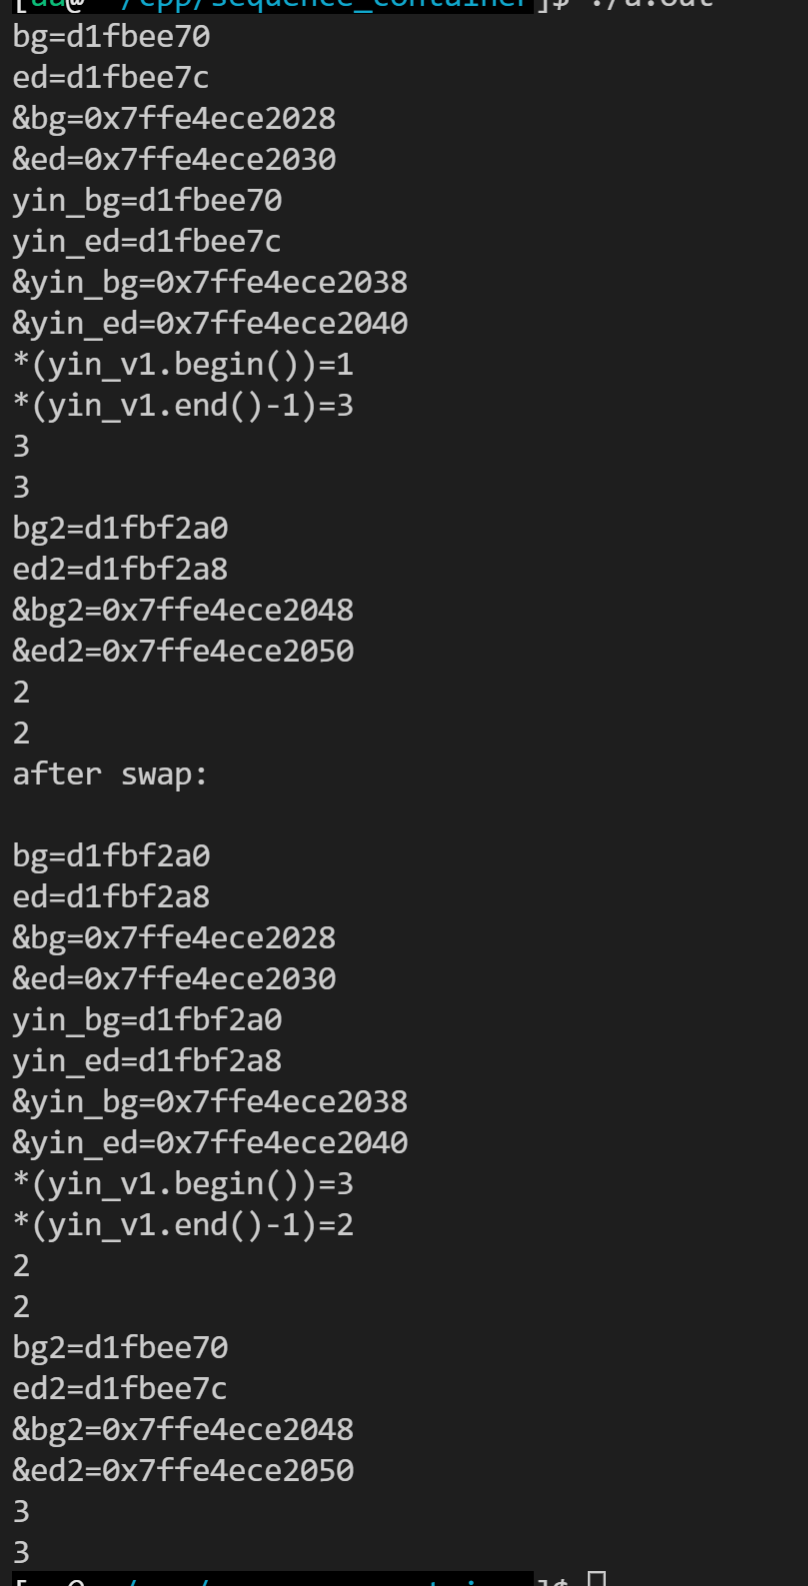 /cpp/sequence_container]$ ./a.out
bg=d1fbee70
ed=d1fbee7c
&bg=0x7ffe4ece2028
&ed=0x7ffe4ece2030
yin_bg=d1fbee70
yin_ed=d1fbee7c
&yin_bg=0x7ffe4ece2038
&yin_ed=0x7ffe4ece2040
*(yin_v1.begin())=1
*(yin_v1.end()-1)=3
3
3
bg2=d1fbf2a0
ed2=d1fbf2a8
&bg2=0x7ffe4ece2048
&ed2=0x7ffe4ece2050
2
2
after swap:
bg=d1fbf2a0
ed=d1fbf2a8
&bg=0x7ffe4ece2028
&ed=0x7ffe4ece2030
yin_bg=d1fbf2a0
yin_ed=d1fbf2a8
&yin_bg=0x7ffe4ece2038
&yin_ed=0x7ffe4ece2040
*(yin_v1.begin())=3
*(yin_v1.end()-1)=2
2
2
bg2=d1fbee70
ed2=d1fbee7c
&bg2=0x7ffe4ece2048
&ed2=0x7ffe4ece2050
3
3